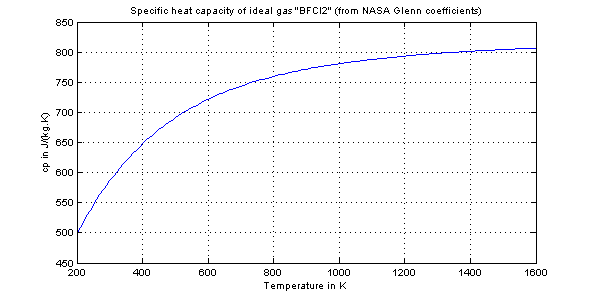 Specific heat capacity of ideal gas "BFCl2" (from NASA Glenn coefficients)
850
800
750
700
650
600
550
500
450
cp in J/(kg.K)
200 400 600 800 1000 1200 1400 1600
Temperature in K